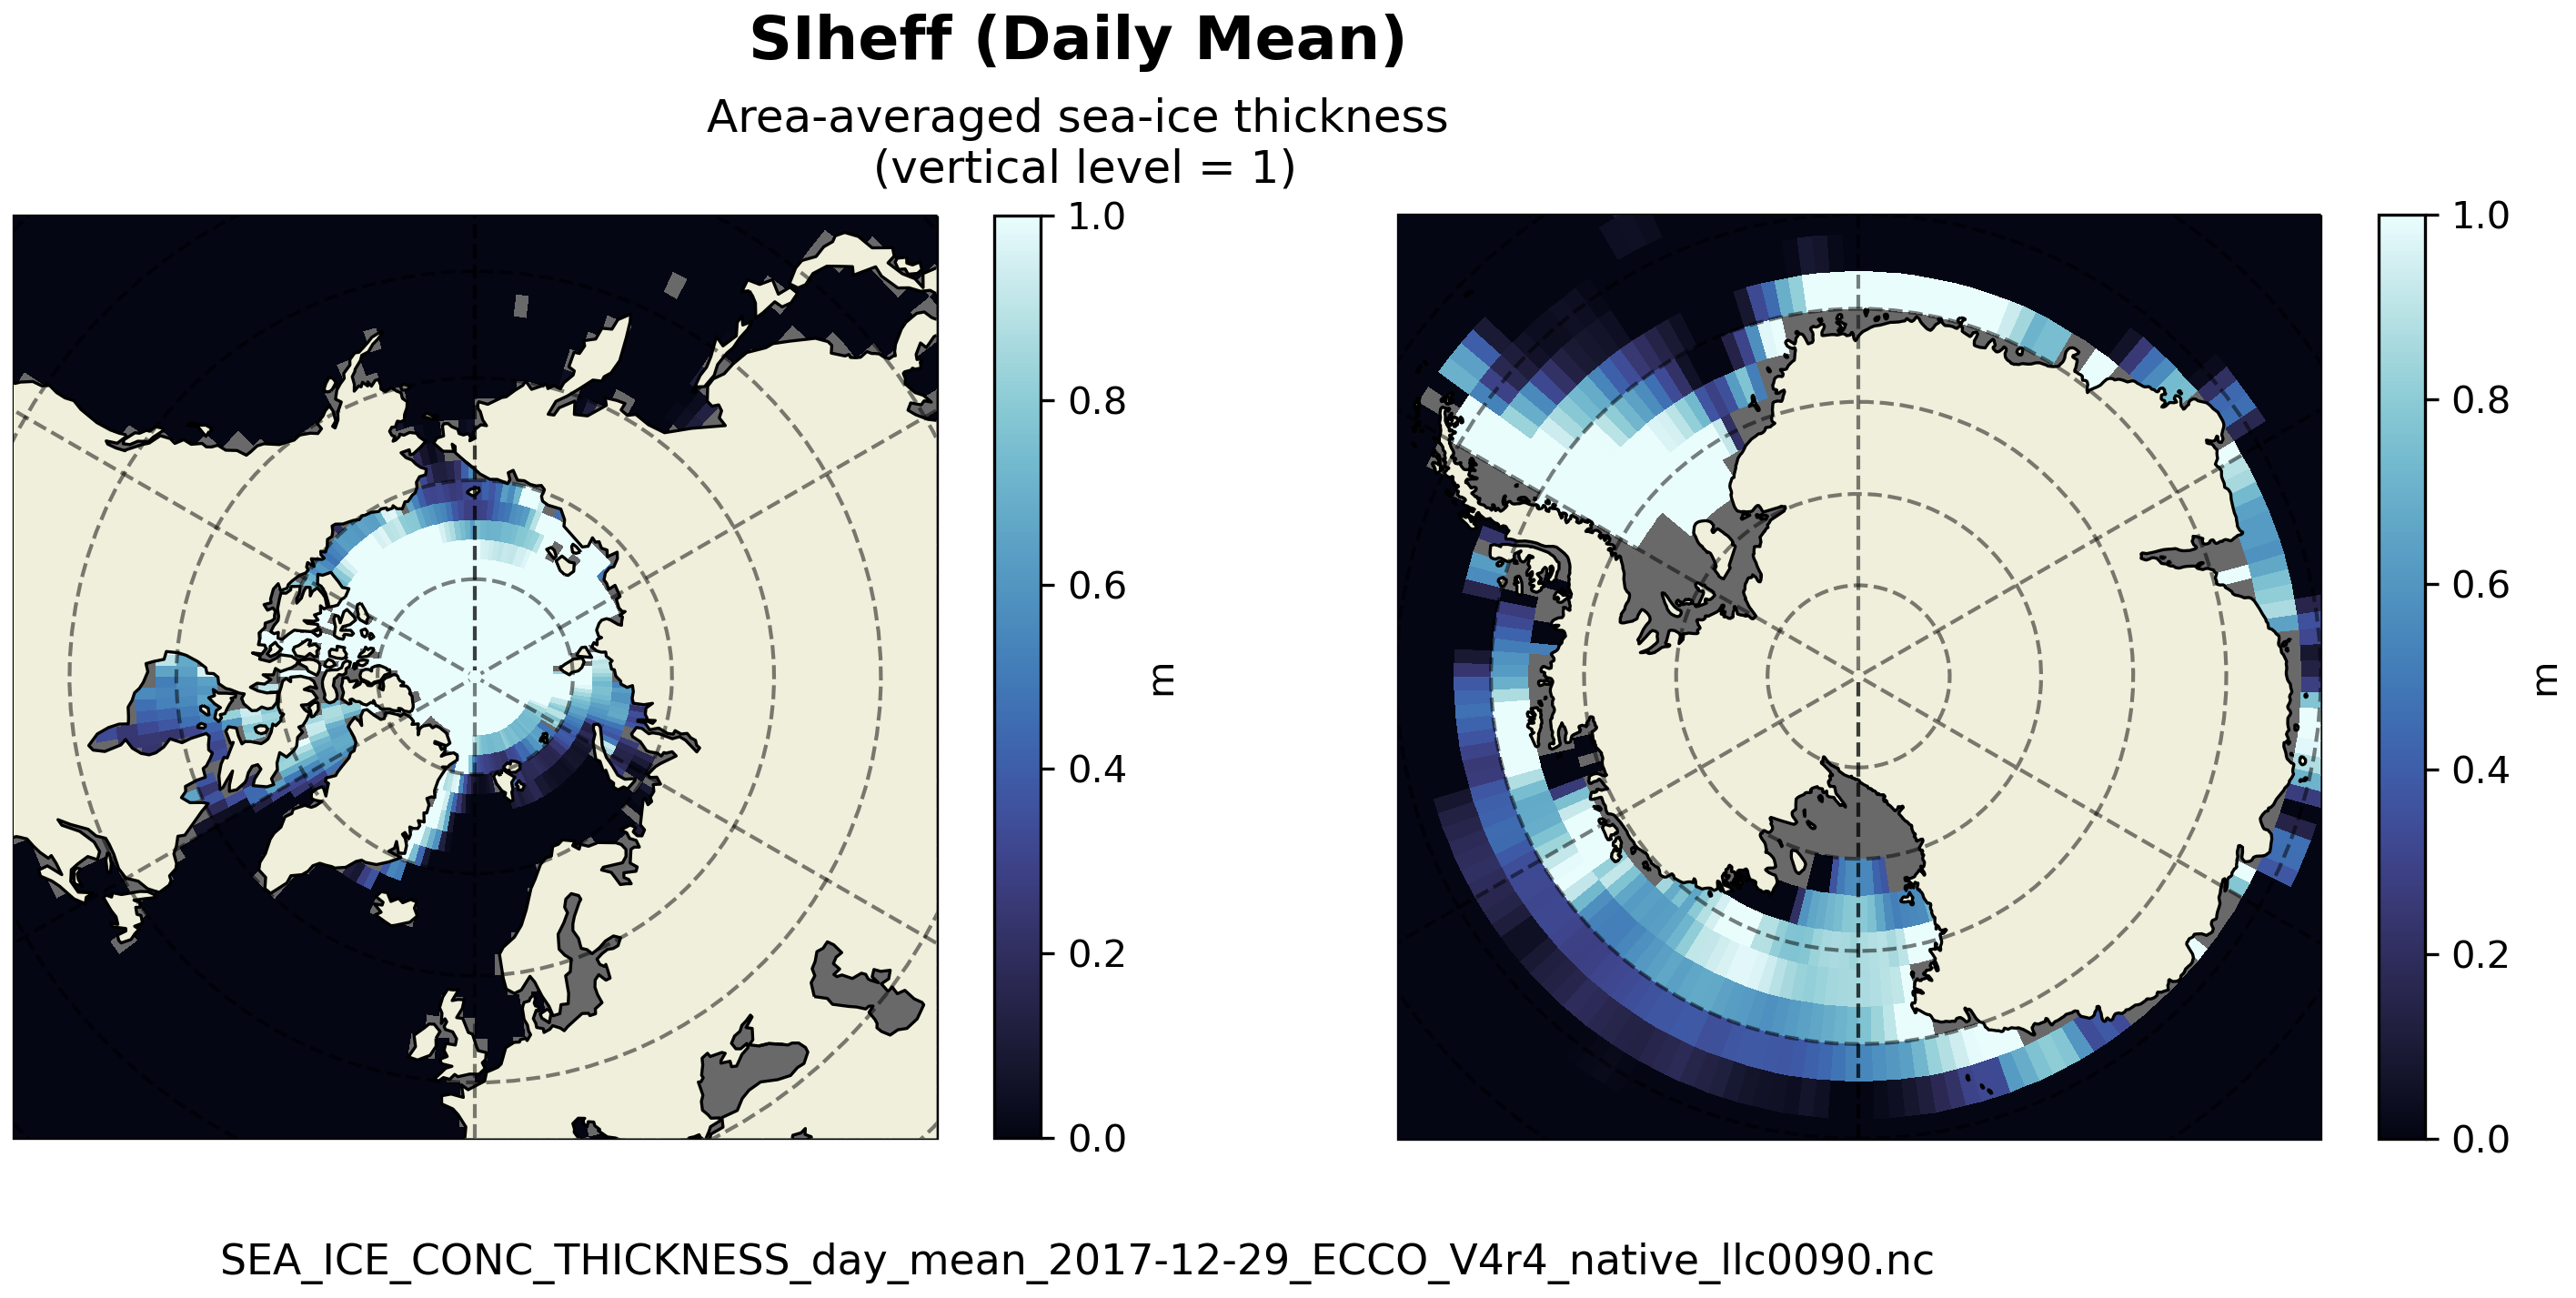 SIheff (Daily Mean)
Area-averaged sea-ice thickness
(vertical level = 1)
1.0
0.8
0.6
0.4
0.2
0.0
m
1.0
0.8
0.6
0.4
0.2
0.0
m
SEA_ICE_CONC_THICKNESS_day_mean_2017-12-29_ECCO_V4r4_native_llc0090.nc